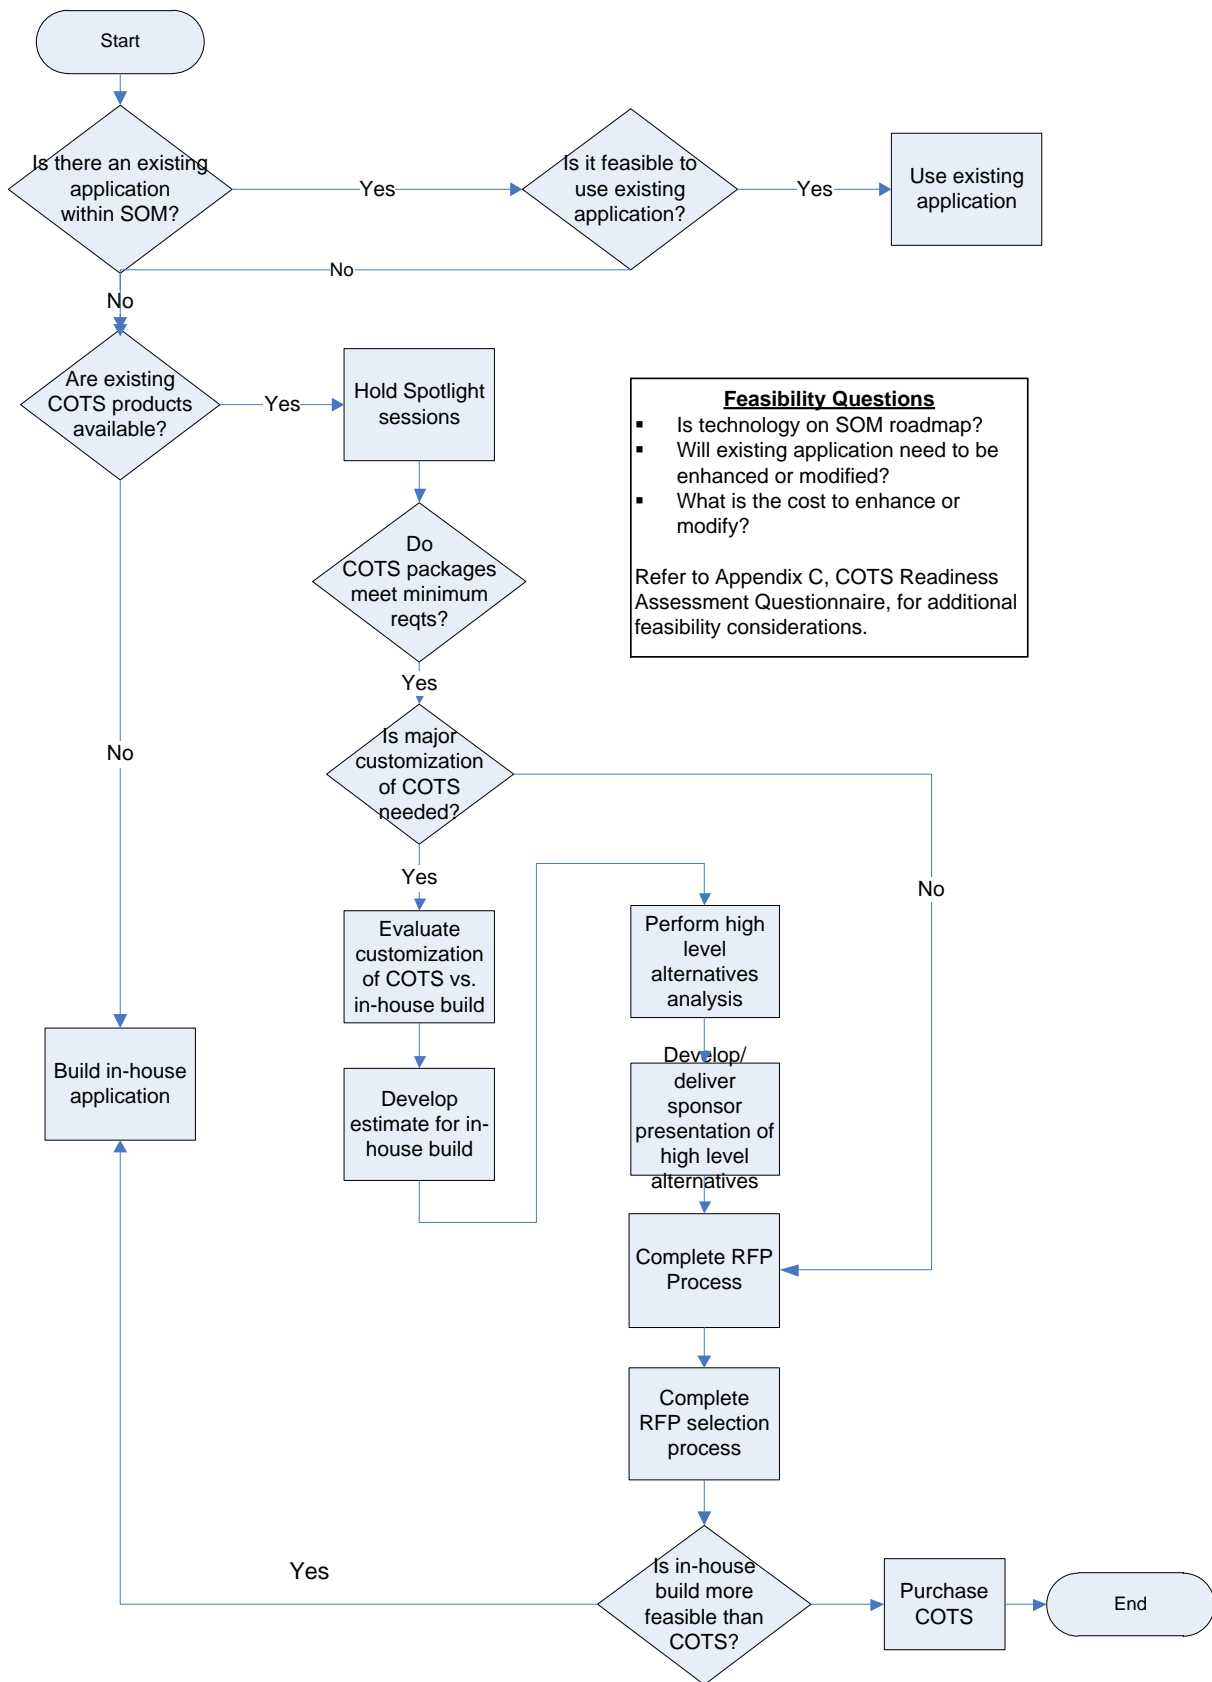 Start
Is there an existing
application
within SOM?
Yes
Is it feasible to
use existing
application?
Yes
Use existing
application
No
No
Are existing
COTS products
available?
Yes
Hold Spotlight
sessions
Feasibility Questions
▪ Is technology on SOM roadmap?
▪ Will existing application need to be
enhanced or modified?
▪ What is the cost to enhance or
modify?
Refer to Appendix C, COTS Readiness
Assessment Questionnaire, for additional
feasibility considerations.
Do
COTS packages
meet minimum
reqts?
Yes
No
Is major
customization
of COTS
needed?
Yes
No
Evaluate
customization
of COTS vs.
in-house build
Perform high
level
alternatives
analysis
Build in-house
application
Develop
estimate for in-
house build
Develop/
deliver
sponsor
presentation of
high level
alternatives
Complete RFP
Process
Complete
RFP selection
process
Yes
Is in-house
build more
feasible than
COTS?
Purchase
COTS
End